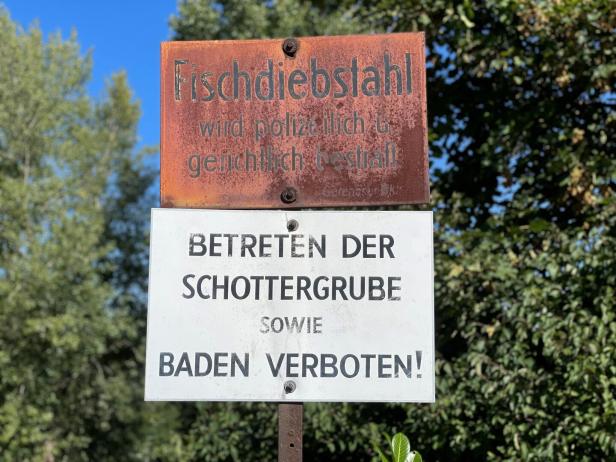 Fischdiebstahl
wird polizeilich u.
gerichtlich bestraft
BETRETEN DER
SCHOTTERGRUBE
SOWIE
BADEN VERBOTEN!